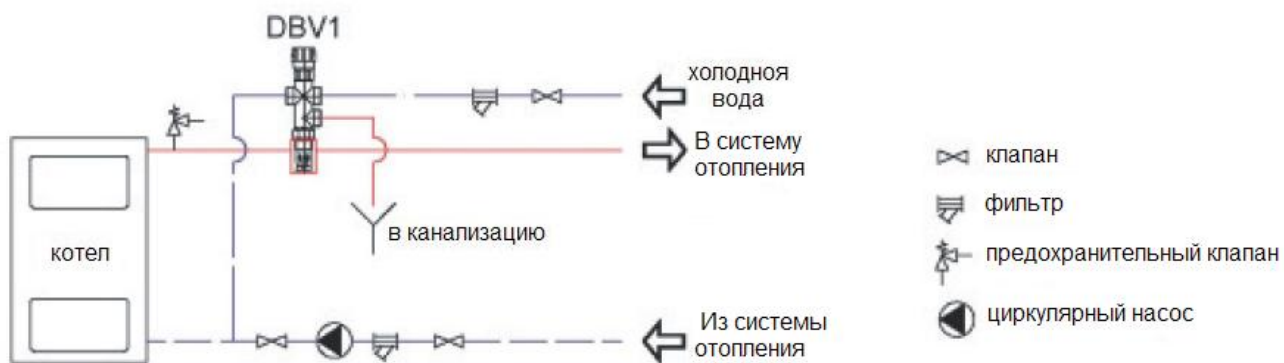 DBV1
холодноя
вода
В систему
отопления
в канализацию
котел
Из системы
отопления
клапан
фильтр
предохранительный клапан
циркулярный насос